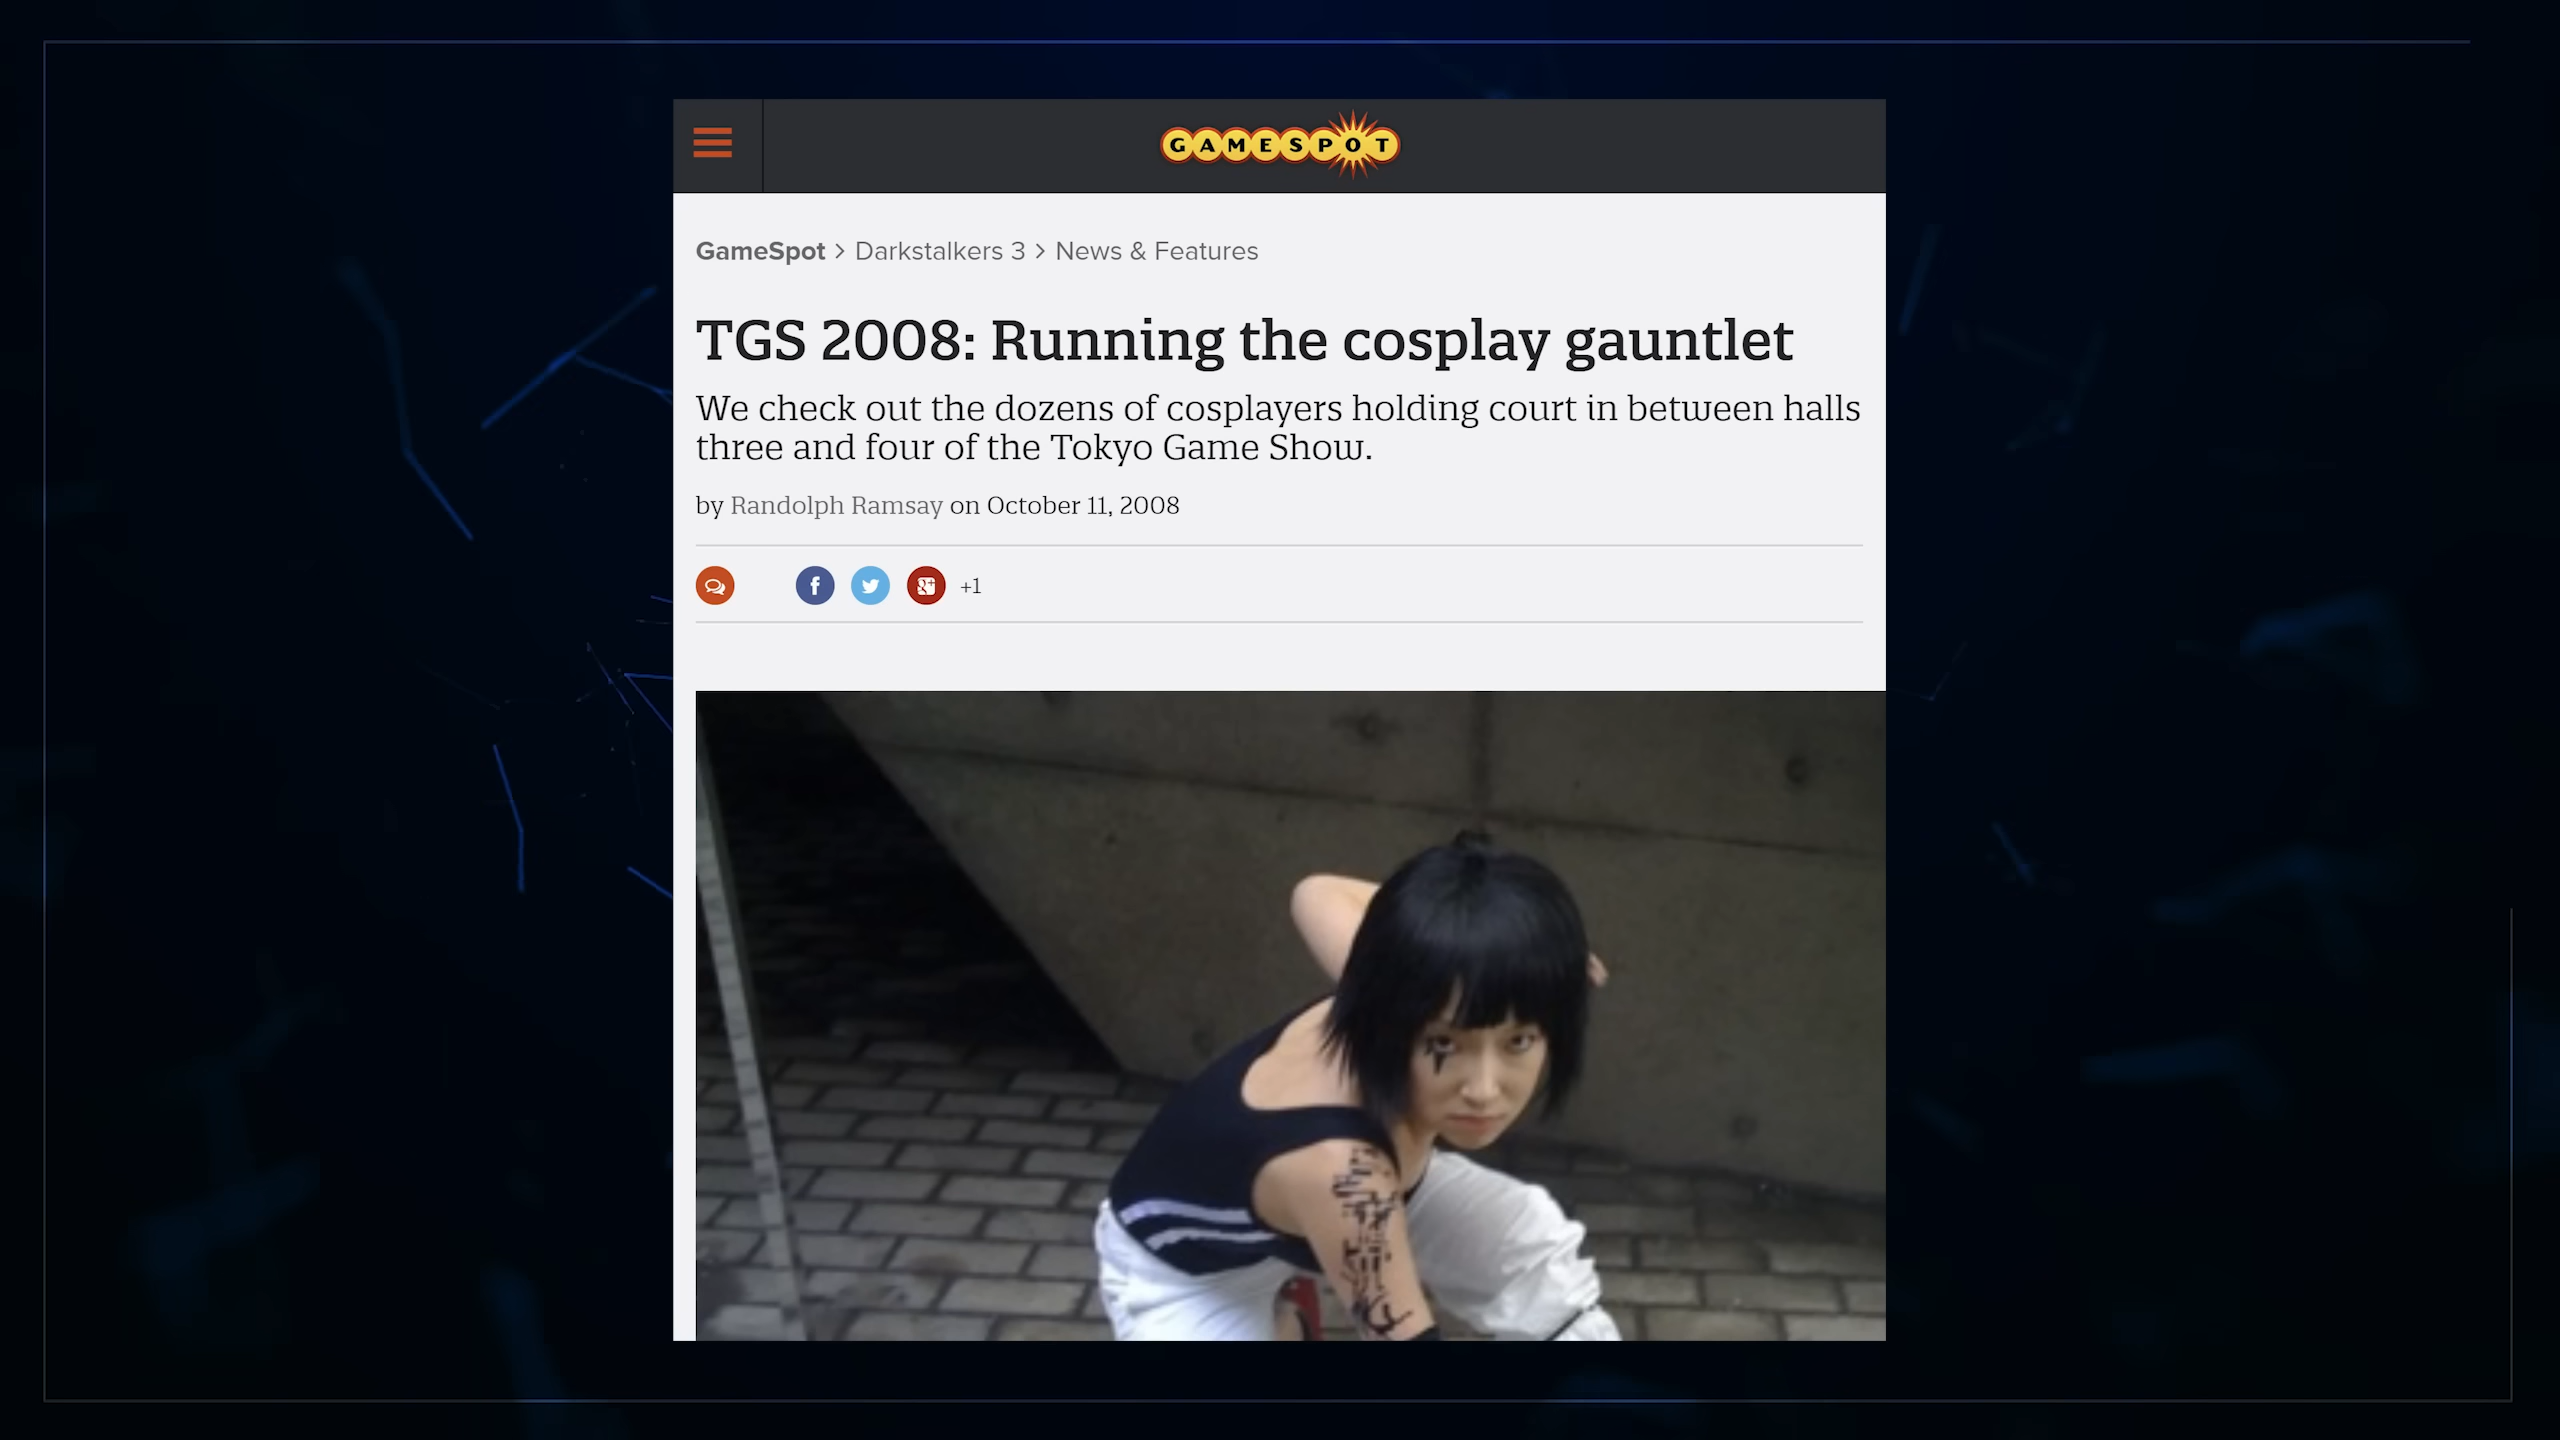 GAMESPOT
GameSpot > Darkstalkers 3 > News & Features
TGS 2008: Running the cosplay gauntlet
We check out the dozens of cosplayers holding court in between halls
three and four of the Tokyo Game Show.
by Randolph Ramsay on October 11, 2008
+1